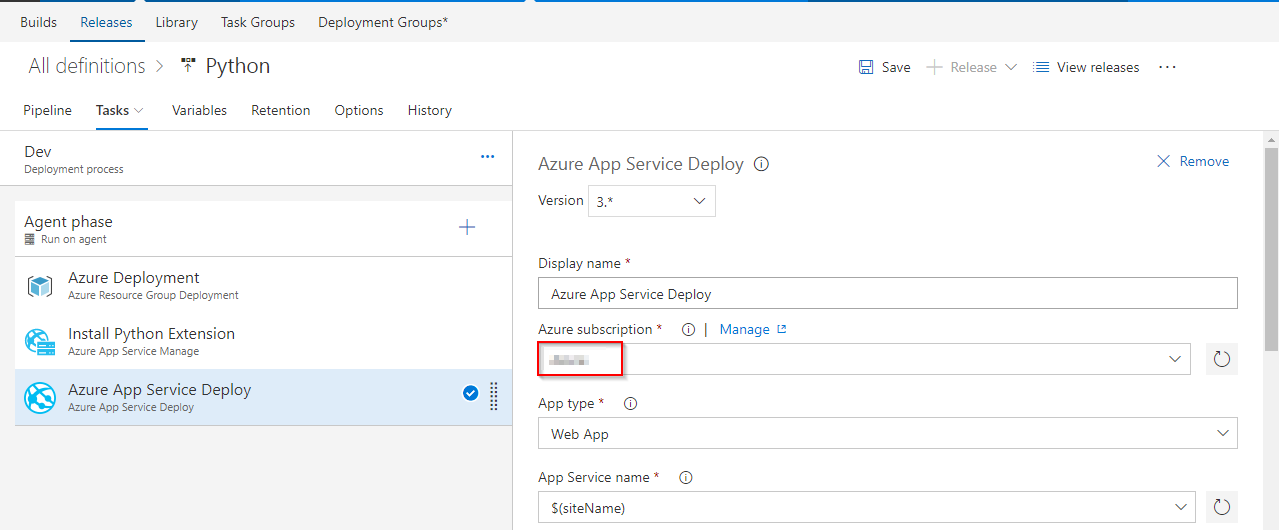 Builds Releases Library Task Groups Deployment Groups*
All definitions > Python Save Release View releases ...
Pipeline Tasks Variables Retention Options History
Dev
Deployment process
...
Agent phase
Run on agent
Azure Deployment
Azure Resource Group Deployment
Install Python Extension
Azure App Service Manage
Azure App Service Deploy
Azure App Service Deploy
Azure App Service Deploy Remove
Version 3.*
Display name *
Azure App Service Deploy
Azure subscription * | Manage
App type *
Web App
App Service name *
$(siteName)